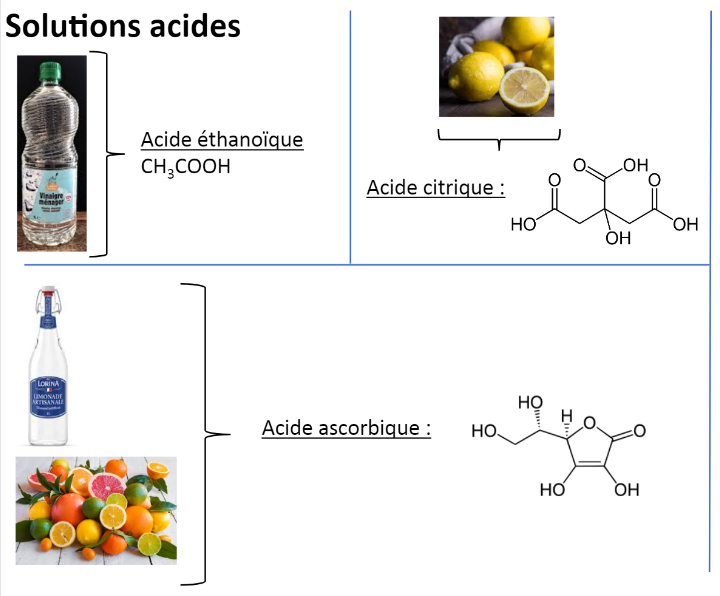 Solutions acides
Acide éthanoïque
CH₃COOH
Vinaigre
ménager
Acide citrique :
O
OH
O
O
HO
OH
OH
LORINA
LIMONADE
ARTISANALE
Acide ascorbique :
HO
H
O
HO
O
HO
OH